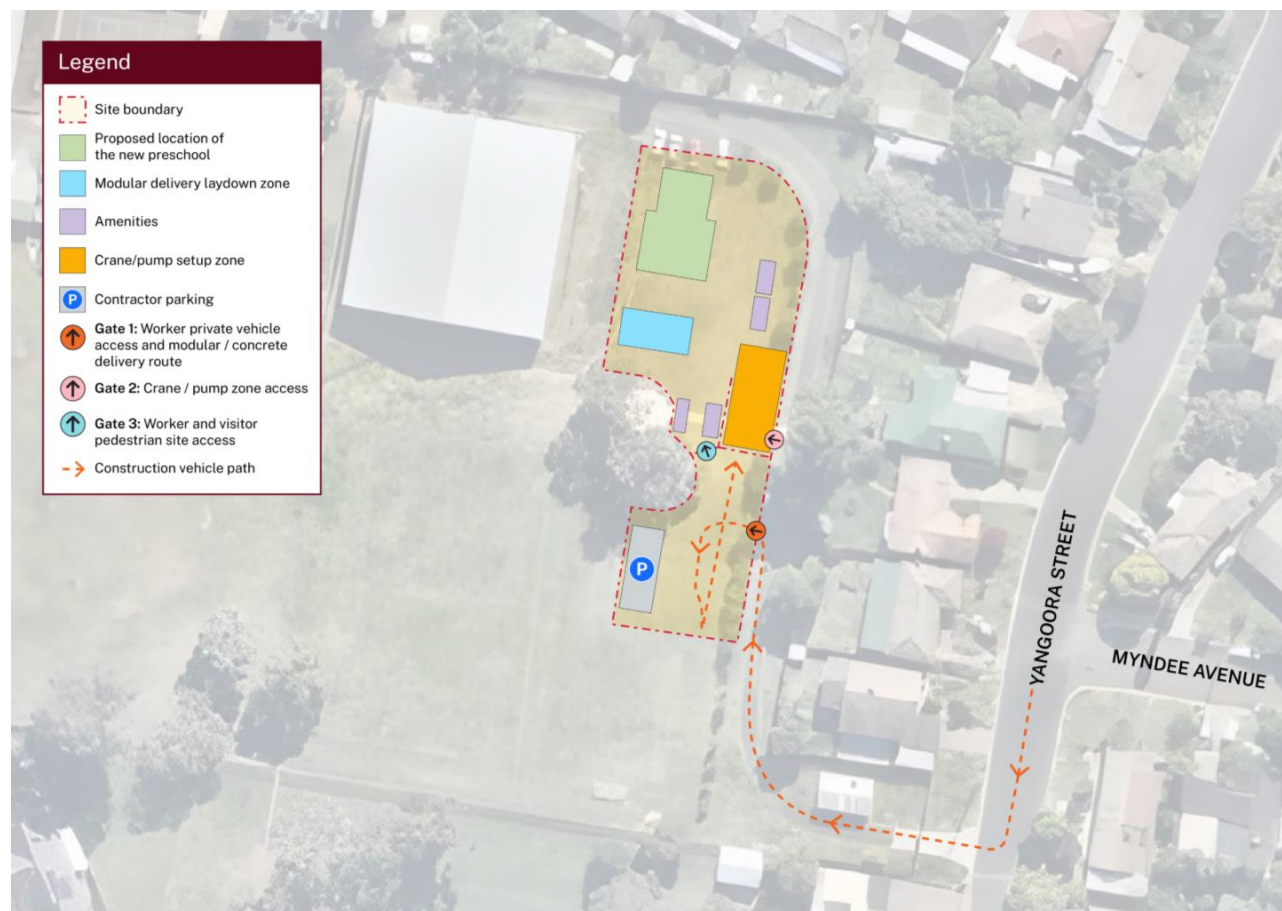 Legend
Site boundary
Proposed location of
the new preschool
Modular delivery laydown zone
Amenities
Crane/pump setup zone
P
Contractor parking
Gate 1: Worker private vehicle
access and modular / concrete
delivery route
Gate 2: Crane / pump zone access
Gate 3: Worker and visitor
pedestrian site access
Construction vehicle path
P
YANGOORA STREET
MYNDEE AVENUE